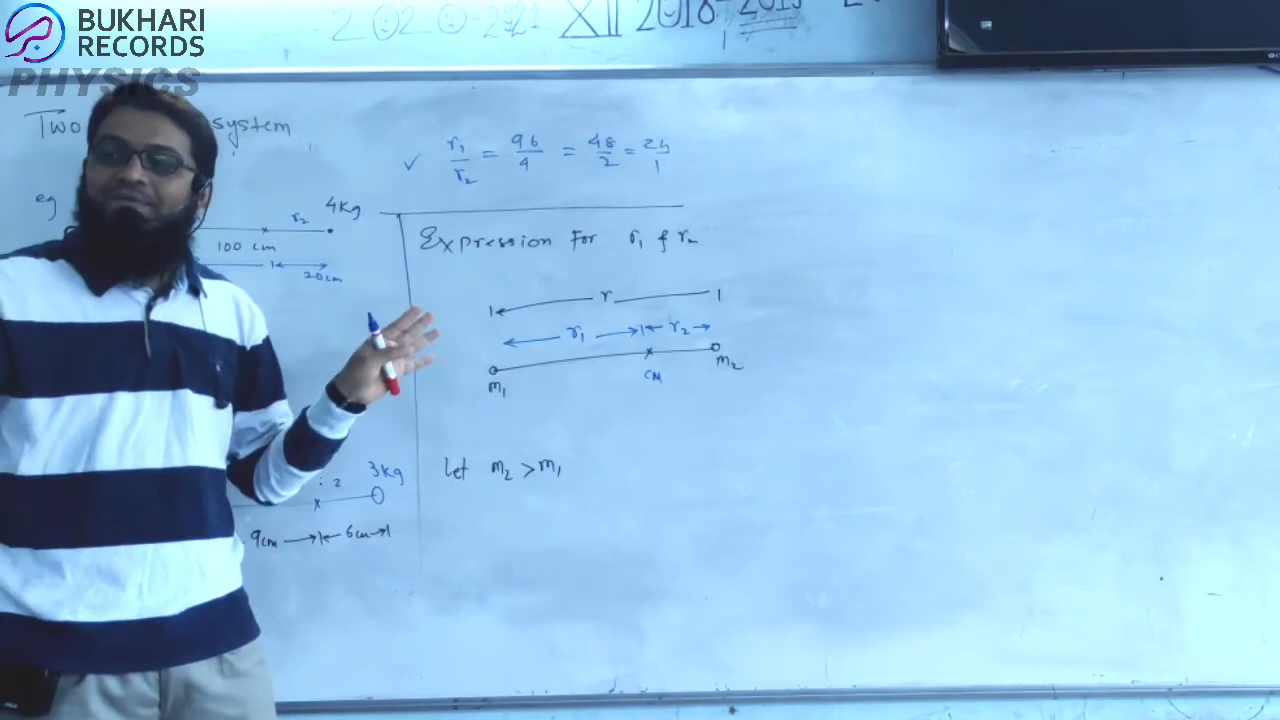 BUKHARI
RECORDS
PHYSICS
2020-2021 XII 2018-2019
Two system
r₁/r₂ = 96/4 = 48/2 = 24/1
eg
r₂ 4Kg
100 cm
20cm
Expression For r₁ & r₂
r
r₁ r₂
m₁ CM m₂
Let m₂ > m₁
2 3Kg
9cm 6cm